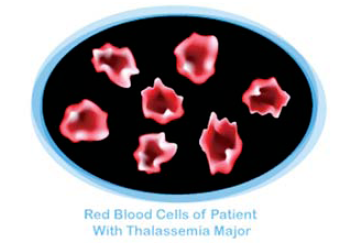 Red Blood Cells of Patient
With Thalassemia Major